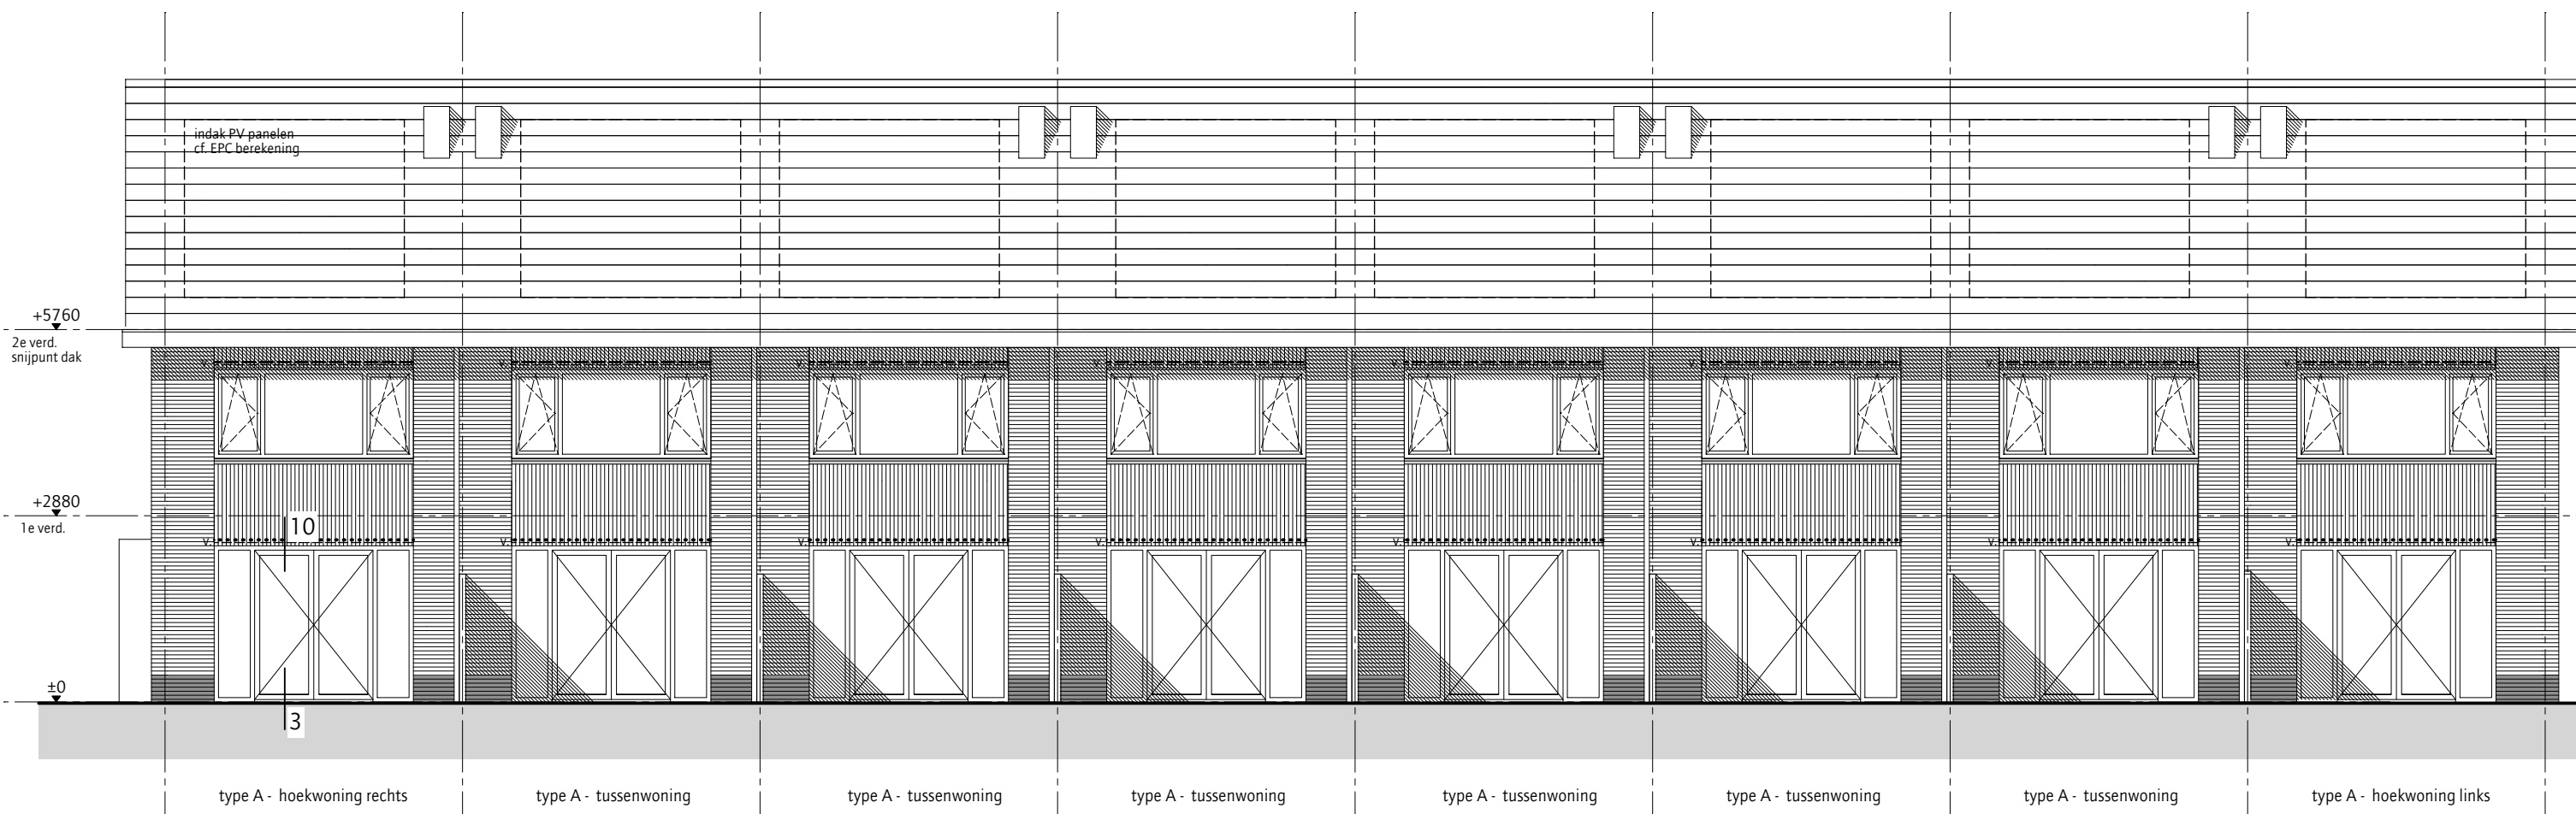 indak PV panelen
cf. EPC berekening
+5760
2e verd.
snijpunt dak
v. v. v. v. v. v. v. v.
+2880
1e verd.
10
v. v. v. v. v. v. v. v.
±0
3
type A - hoekwoning rechts
type A - tussenwoning
type A - tussenwoning
type A - tussenwoning
type A - tussenwoning
type A - tussenwoning
type A - tussenwoning
type A - hoekwoning links